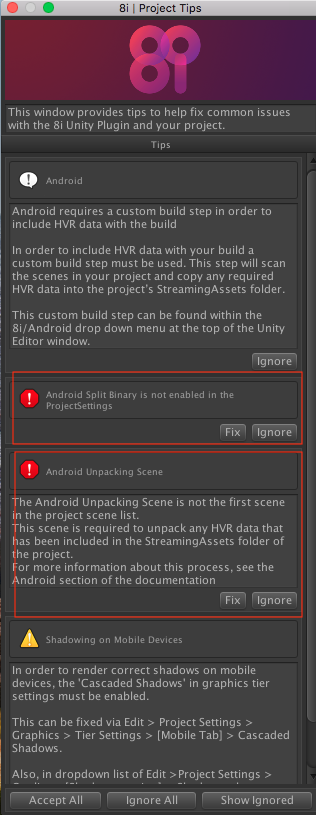 8i | Project Tips
8i
This window provides tips to help fix common issues
with the 8i Unity Plugin and your project.
Tips
Android
Android requires a custom build step in order to
include HVR data with the build
In order to include HVR data with your build a
custom build step must be used. This step will scan
the scenes in your project and copy any required
HVR data into the project's StreamingAssets folder.
This custom build step can be found within the
8i/Android drop down menu at the top of the Unity
Editor window.
Ignore
Android Split Binary is not enabled in the
ProjectSettings
Fix Ignore
Android Unpacking Scene
The Android Unpacking Scene is not the first scene
in the project scene list.
This scene is required to unpack any HVR data that
has been included in the StreamingAssets folder of
the project.
For more information about this process, see the
Android section of the documentation
Fix Ignore
Shadowing on Mobile Devices
In order to render correct shadows on mobile
devices, the 'Cascaded Shadows' in graphics tier
settings must be enabled.
This can be fixed via Edit > Project Settings >
Graphics > Tier Settings > [Mobile Tab] > Cascaded
Shadows.
Also, in dropdown list of Edit >Project Settings >
Accept All Ignore All Show Ignored